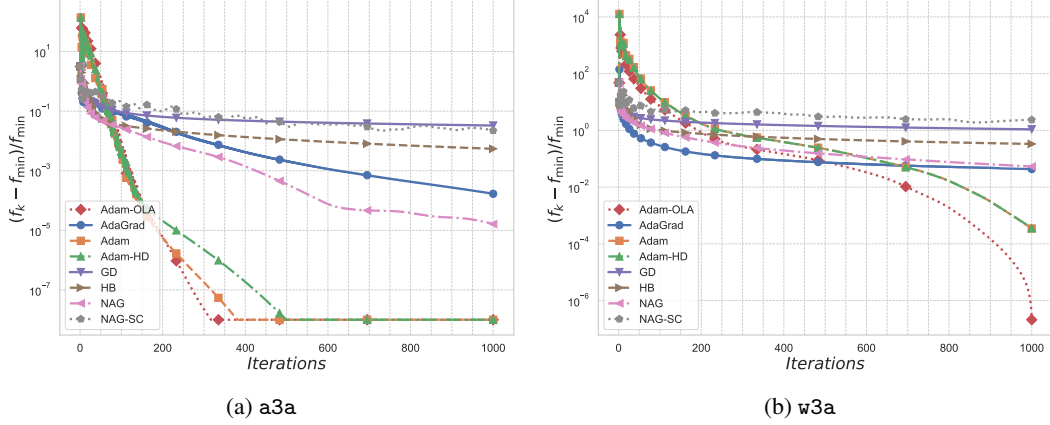 (f_k − f_min)/f_min
10^1
10^-1
10^-3
10^-5
10^-7
Adam-OLA
AdaGrad
Adam
Adam-HD
GD
HB
NAG
NAG-SC
0 200 400 600 800 1000
Iterations
(a) a3a
(f_k − f_min)/f_min
10^4
10^2
10^0
10^-2
10^-4
10^-6
Adam-OLA
AdaGrad
Adam
Adam-HD
GD
HB
NAG
NAG-SC
0 200 400 600 800 1000
Iterations
(b) w3a